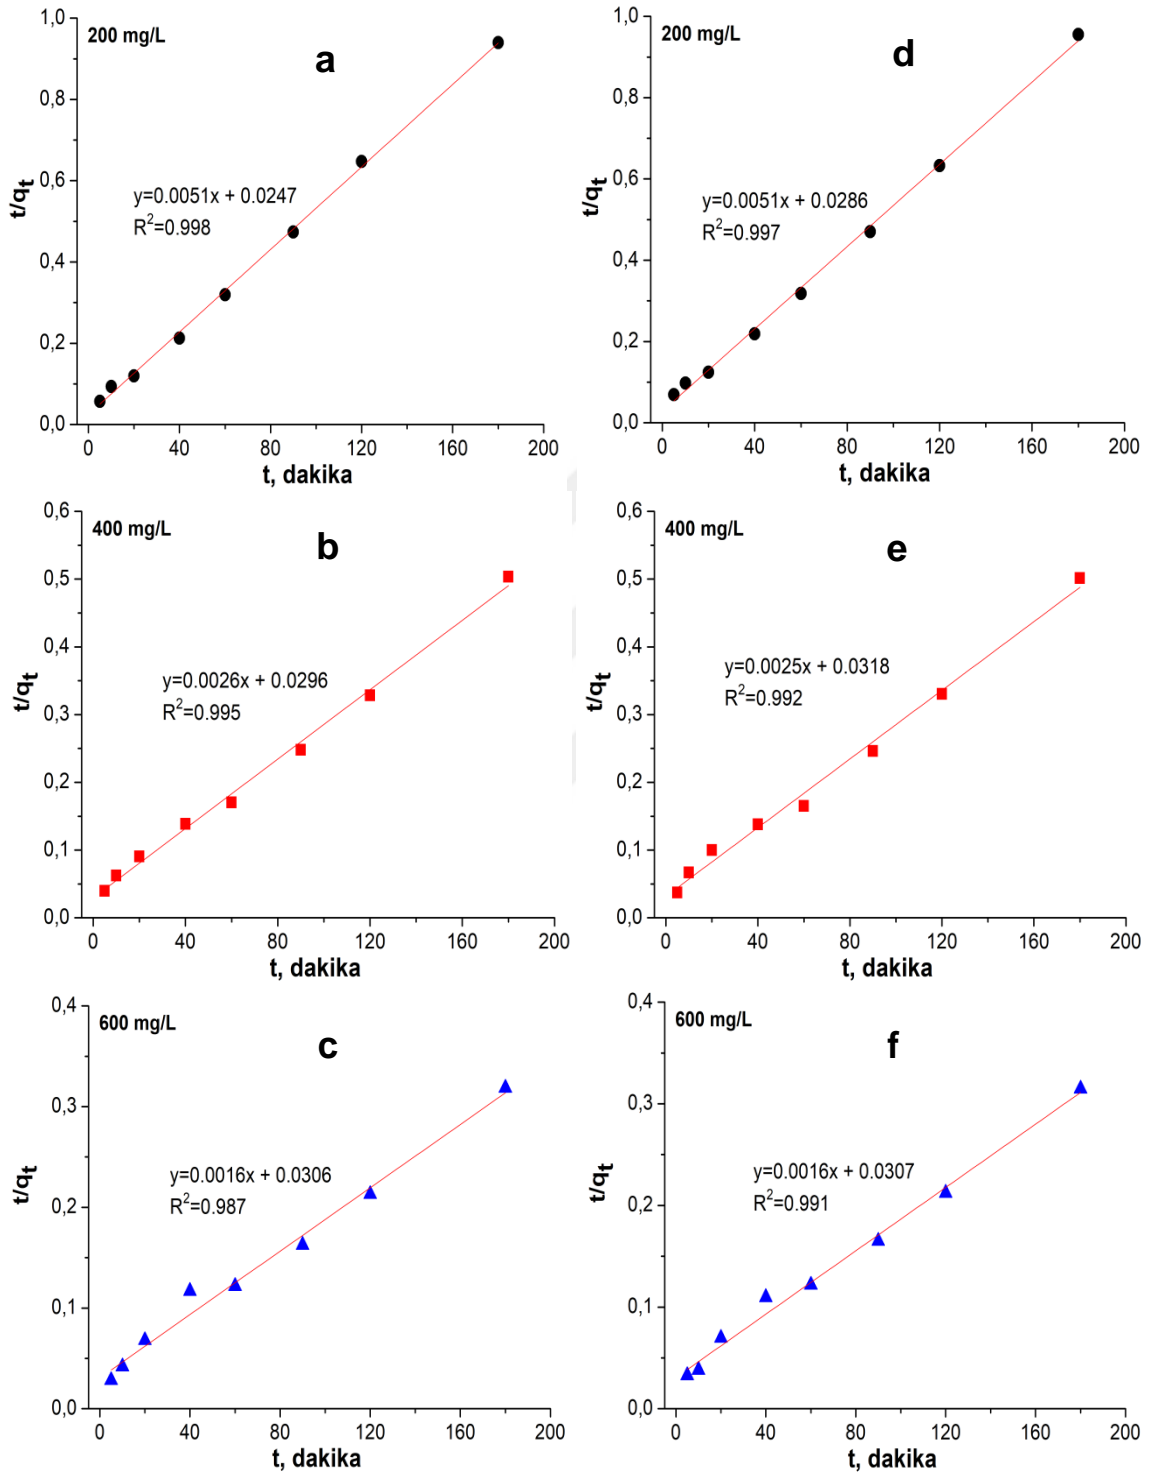 200 mg/L
a
y=0.0051x + 0.0247
R²=0.998
t/qt
1,0
0,8
0,6
0,4
0,2
0,0
0 40 80 120 160 200
t, dakika
200 mg/L
d
y=0.0051x + 0.0286
R²=0.997
t/qt
1,0
0,8
0,6
0,4
0,2
0,0
0 40 80 120 160 200
t, dakika
400 mg/L
b
y=0.0026x + 0.0296
R²=0.995
t/qt
0,6
0,5
0,4
0,3
0,2
0,1
0,0
0 40 80 120 160 200
t, dakika
400 mg/L
e
y=0.0025x + 0.0318
R²=0.992
t/qt
0,6
0,5
0,4
0,3
0,2
0,1
0,0
0 40 80 120 160 200
t, dakika
600 mg/L
c
y=0.0016x + 0.0306
R²=0.987
t/qt
0,4
0,3
0,2
0,1
0,0
0 40 80 120 160 200
t, dakika
600 mg/L
f
y=0.0016x + 0.0307
R²=0.991
t/qt
0,4
0,3
0,2
0,1
0,0
0 40 80 120 160 200
t, dakika